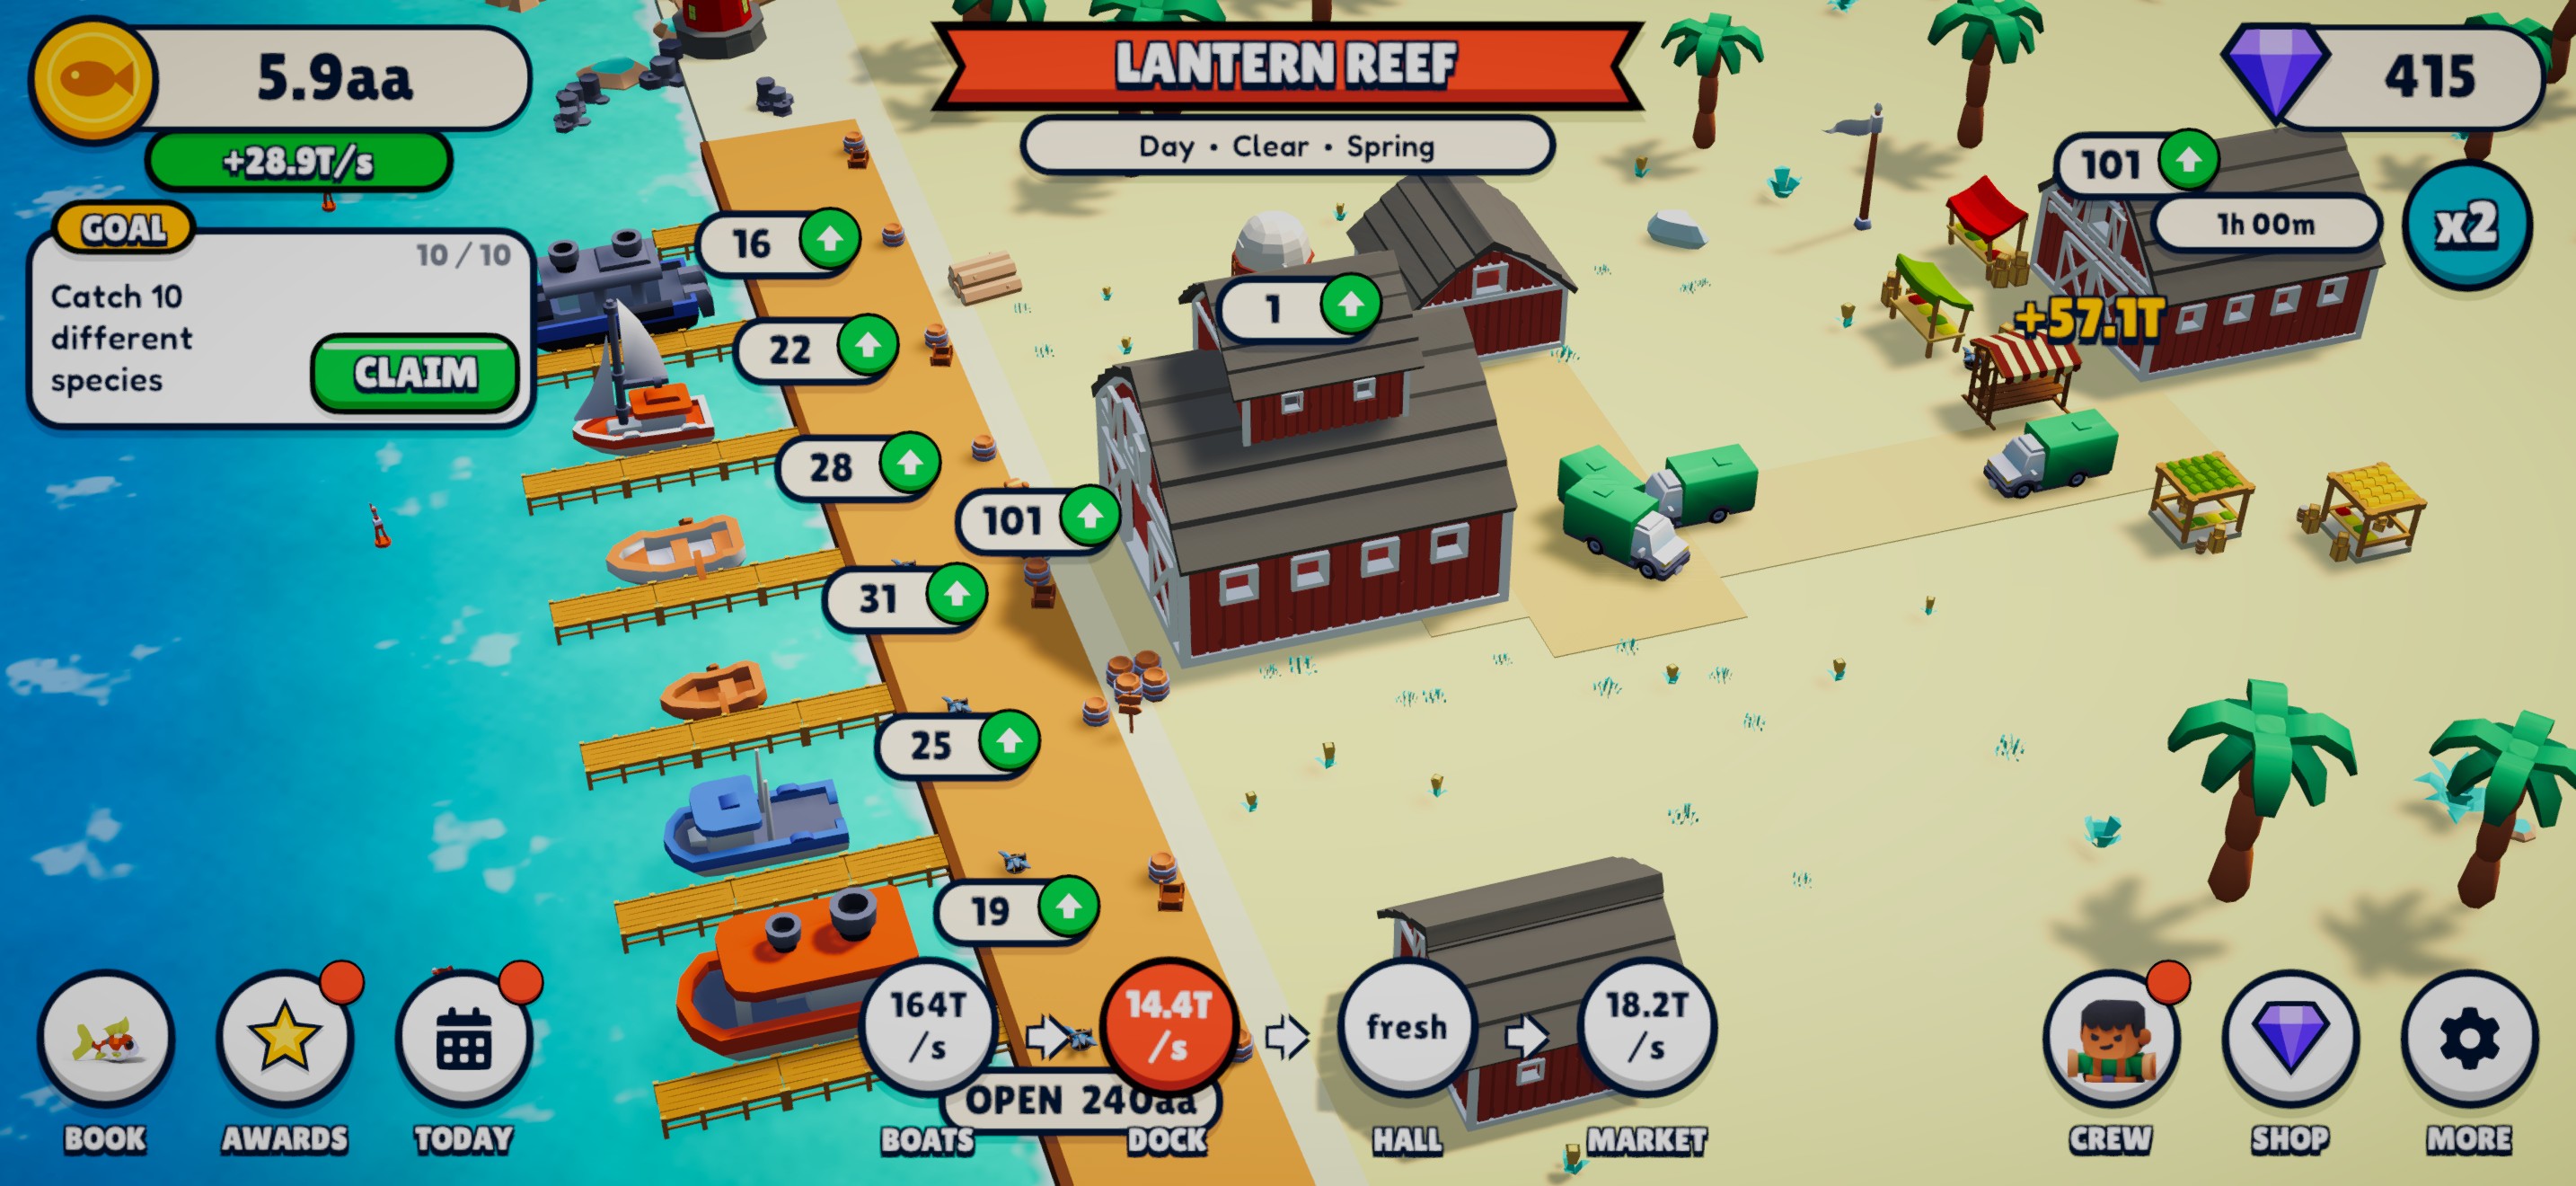 5.9aa
+28.9T/s
LANTERN REEF
Day • Clear • Spring
415
GOAL
10 / 10
Catch 10
different
species
CLAIM
101
1h 00m
x2
+57.1T
16
22
1
28
101
31
25
19
164T
/s
14.4T
/s
fresh
18.2T
/s
OPEN 240aa
BOOK
AWARDS
TODAY
BOATS
DOCK
HALL
MARKET
CREW
SHOP
MORE